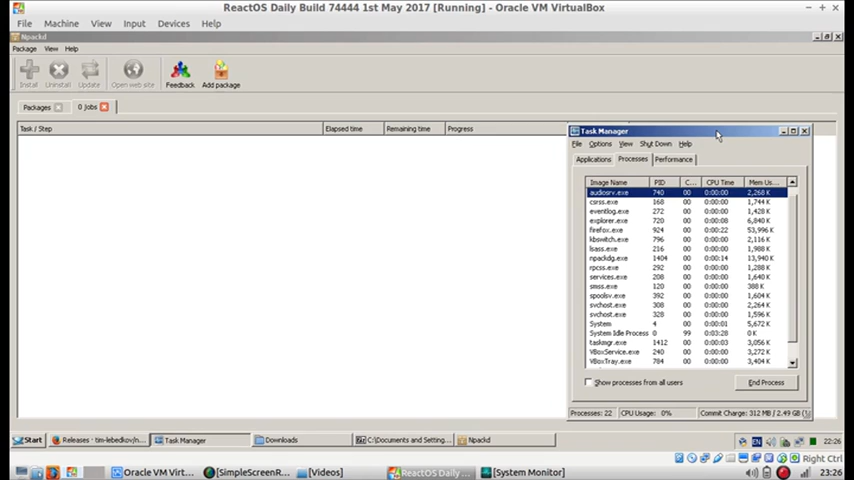 ReactOS Daily Build 74444 1st May 2017 [Running] - Oracle VM VirtualBox
File Machine View Input Devices Help
Npackd
Package View Help
Install Uninstall Update Open web site Feedback Add package
Packages 0 Jobs
Task / Step Elapsed time Remaining time Progress
Task Manager
File Options View Shut Down Help
Applications Processes Performance
Image Name PID C... CPU Time Mem Us...
audiosrv.exe 740 00 0:00:00 2,268 K
csrss.exe 168 00 0:00:00 1,744 K
eventlog.exe 272 00 0:00:00 1,428 K
explorer.exe 720 00 0:00:08 6,840 K
firefox.exe 924 00 0:00:22 53,996 K
kbswitch.exe 796 00 0:00:00 2,116 K
lsass.exe 216 00 0:00:00 1,988 K
npackdg.exe 1404 00 0:00:14 13,940 K
rpcss.exe 292 00 0:00:00 1,288 K
services.exe 208 00 0:00:00 1,640 K
smss.exe 120 00 0:00:00 388 K
spoolsv.exe 392 00 0:00:00 1,604 K
svchost.exe 308 00 0:00:00 2,264 K
svchost.exe 328 00 0:00:00 1,596 K
System 4 00 0:00:01 5,672 K
System Idle Process 0 99 0:03:28 0 K
taskmgr.exe 1412 00 0:00:03 3,056 K
VBoxService.exe 240 00 0:00:00 3,272 K
VBoxTray.exe 784 00 0:00:00 3,404 K
Show processes from all users End Process
Processes: 22 CPU Usage: 0% Commit Charge: 312 MB / 2.49 GB (
Start Releases · tim-lebedkov/n... Task Manager Downloads C:\Documents and Setting... Npackd EN 22:26
Right Ctrl
Oracle VM Virt... [SimpleScreenR... [Videos] ReactOS Daily ... [System Monitor] 23:26